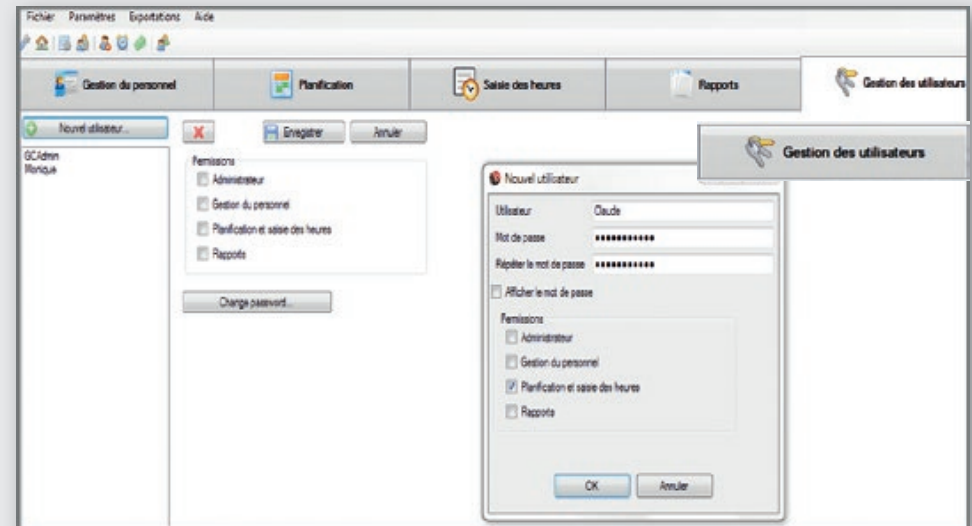 Fichier Paramètres Exportations Aide
Gestion du personnel Planification Saisie des heures Rapports Gestion des utilisateurs
Nouvel utilisateur... Enregistrer Annuler
Gestion des utilisateurs
GCAdmin
Monique
Permissions
Administrateur
Gestion du personnel
Planification et saisie des heures
Rapports
Change password...
Nouvel utilisateur
Utilisateur Claude
Mot de passe •••••••••••
Répéter le mot de passe •••••••••••
Afficher le mot de passe
Permissions
Administrateur
Gestion du personnel
Planification et saisie des heures
Rapports
OK Annuler